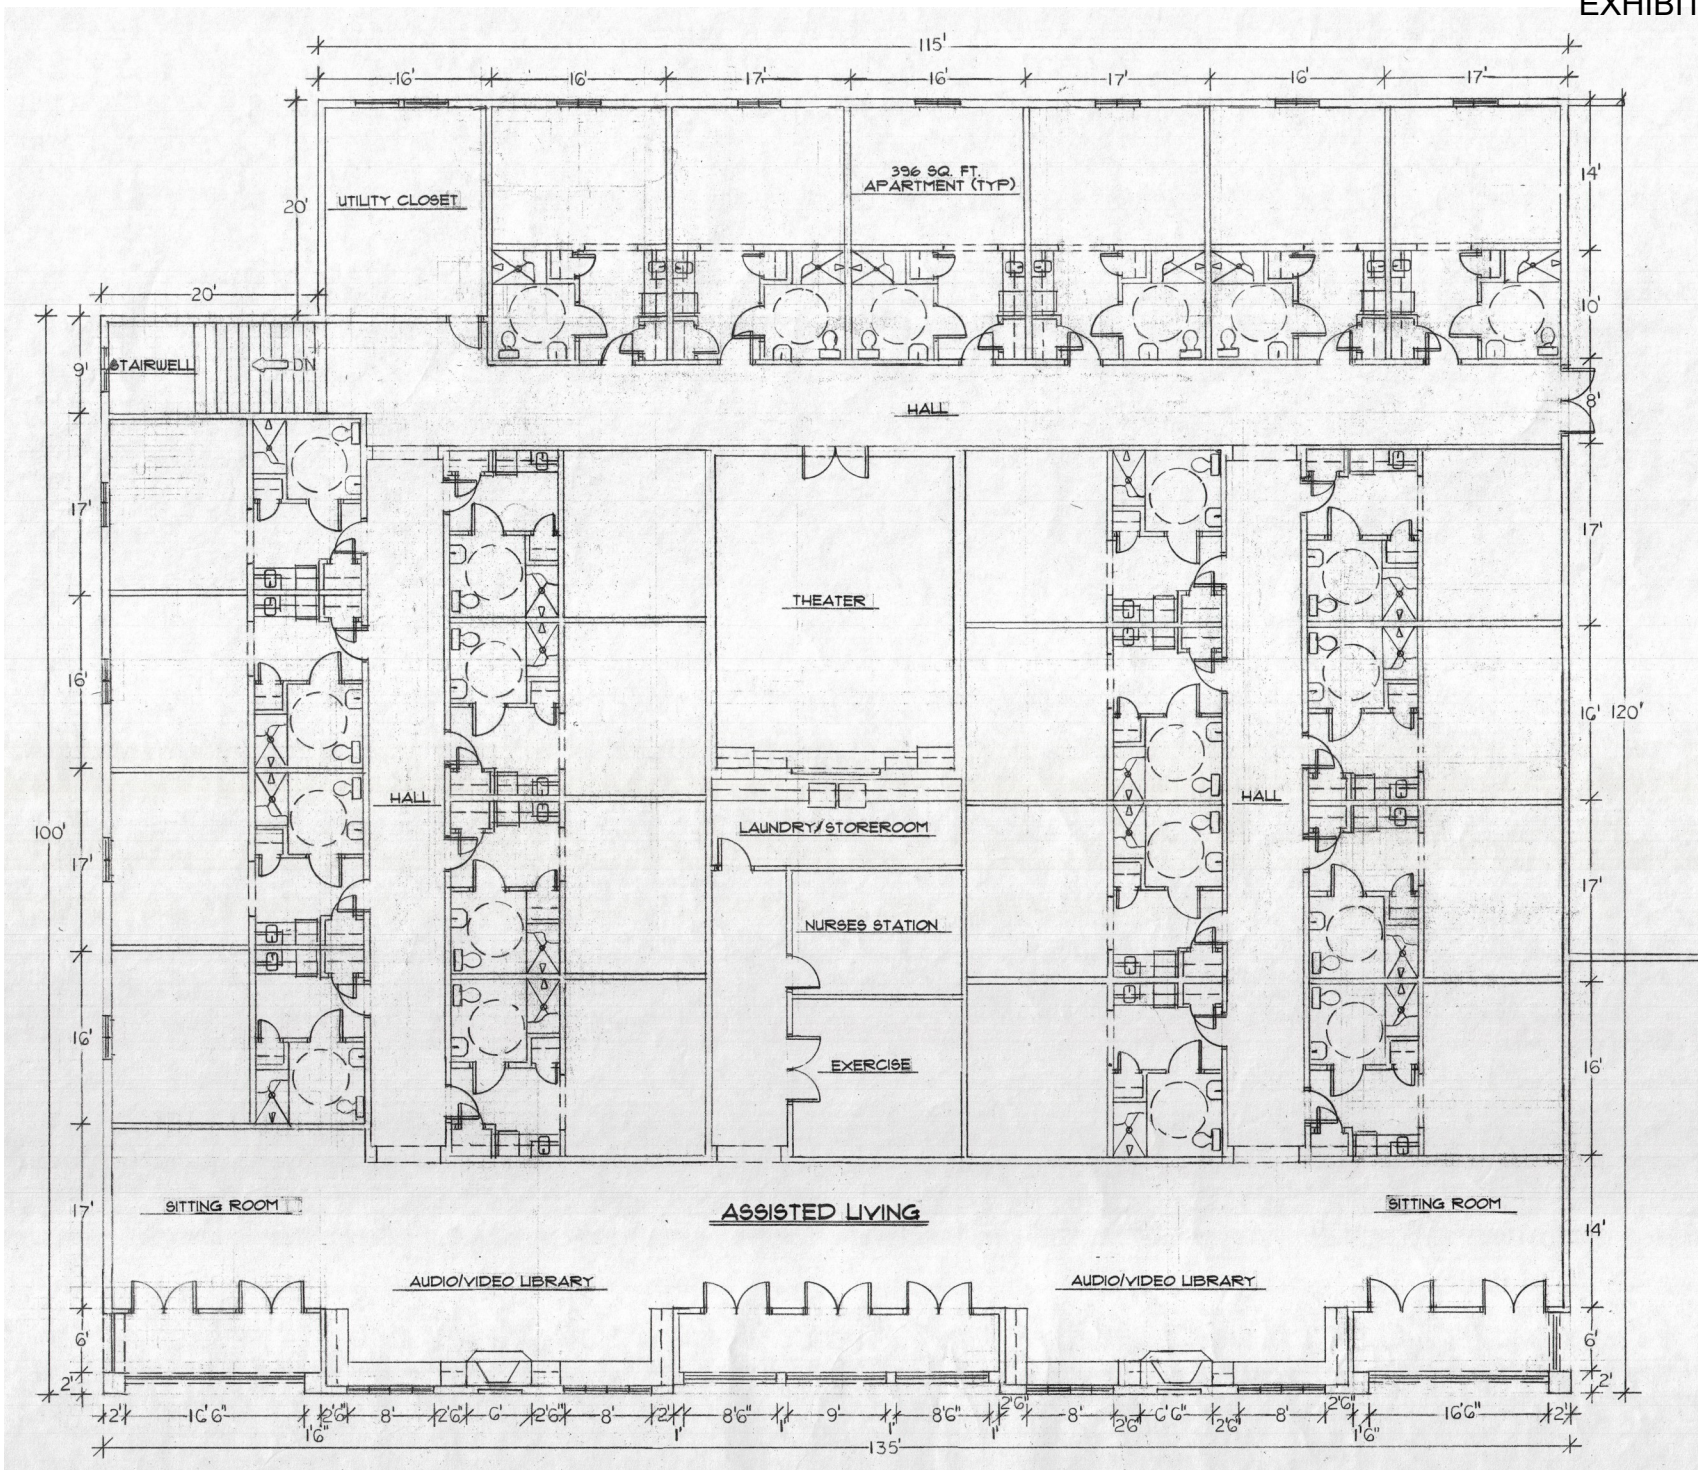 EXHIBIT
115'
16' 16' 17' 16' 17' 16' 17'
20'
UTILITY CLOSET
396 SQ. FT.
APARTMENT (TYP)
14'
20'
10'
STAIRWELL
DN
9'
HALL
8'
17'
17'
THEATER
16'
16' 120'
HALL
HALL
LAUNDRY/STOREROOM
100'
17'
17'
NURSES STATION
16'
EXERCISE
16'
SITTING ROOM
ASSISTED LIVING
SITTING ROOM
17'
14'
AUDIO/VIDEO LIBRARY
AUDIO/VIDEO LIBRARY
6'
6'
2'
2'
2' 16'6" 2'6" 8' 2'6" 6' 2'6" 8' 2' 8'6" 9' 8'6" 2'6" 8' 2'6" 6'6" 2'6" 8' 2'6" 16'6" 2'
1'6" 1' 1' 1' 1' 1'6"
135'